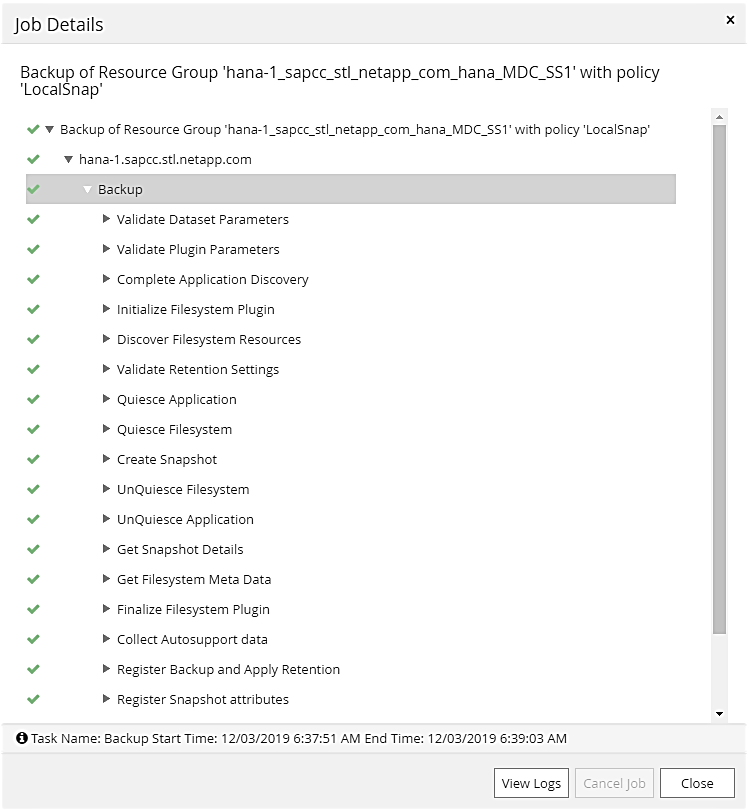 Job Details
Backup of Resource Group 'hana-1_sapcc_stl_netapp_com_hana_MDC_SS1' with policy
'LocalSnap'
Backup of Resource Group 'hana-1_sapcc_stl_netapp_com_hana_MDC_SS1' with policy 'LocalSnap'
hana-1.sapcc.stl.netapp.com
Backup
Validate Dataset Parameters
Validate Plugin Parameters
Complete Application Discovery
Initialize Filesystem Plugin
Discover Filesystem Resources
Validate Retention Settings
Quiesce Application
Quiesce Filesystem
Create Snapshot
UnQuiesce Filesystem
UnQuiesce Application
Get Snapshot Details
Get Filesystem Meta Data
Finalize Filesystem Plugin
Collect Autosupport data
Register Backup and Apply Retention
Register Snapshot attributes
Task Name: Backup Start Time: 12/03/2019 6:37:51 AM End Time: 12/03/2019 6:39:03 AM
View Logs Cancel Job Close